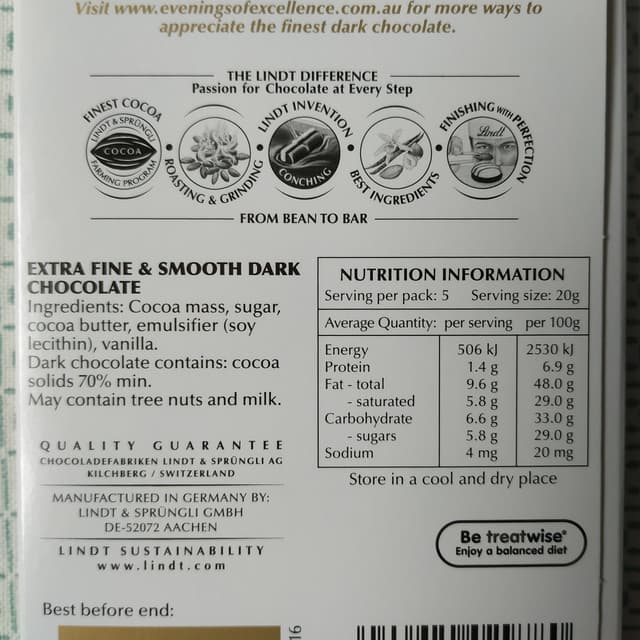 Visit www.eveningsofexcellence.com.au for more ways to
appreciate the finest dark chocolate.
THE LINDT DIFFERENCE
Passion for Chocolate at Every Step
FINEST COCOA
LINDT & SPRÜNGLI
COCOA
FARMING PROGRAM
ROASTING & GRINDING
LINDT INVENTION
CONCHING
BEST INGREDIENTS
FINISHING WITH PERFECTION
Lindt
FROM BEAN TO BAR
EXTRA FINE & SMOOTH DARK
CHOCOLATE
Ingredients: Cocoa mass, sugar,
cocoa butter, emulsifier (soy
lecithin), vanilla.
Dark chocolate contains: cocoa
solids 70% min.
May contain tree nuts and milk.
QUALITY GUARANTEE
CHOCOLADEFABRIKEN LINDT & SPRÜNGLI AG
KILCHBERG / SWITZERLAND
MANUFACTURED IN GERMANY BY:
LINDT & SPRÜNGLI GMBH
DE-52072 AACHEN
LINDT SUSTAINABILITY
www.lindt.com
Best before end:
16
NUTRITION INFORMATION
Serving per pack: 5 Serving size: 20g
Average Quantity: per serving per 100g
Energy 506 kJ 2530 kJ
Protein 1.4 g 6.9 g
Fat - total 9.6 g 48.0 g
- saturated 5.8 g 29.0 g
Carbohydrate 6.6 g 33.0 g
- sugars 5.8 g 29.0 g
Sodium 4 mg 20 mg
Store in a cool and dry place
Be treatwise®
Enjoy a balanced diet